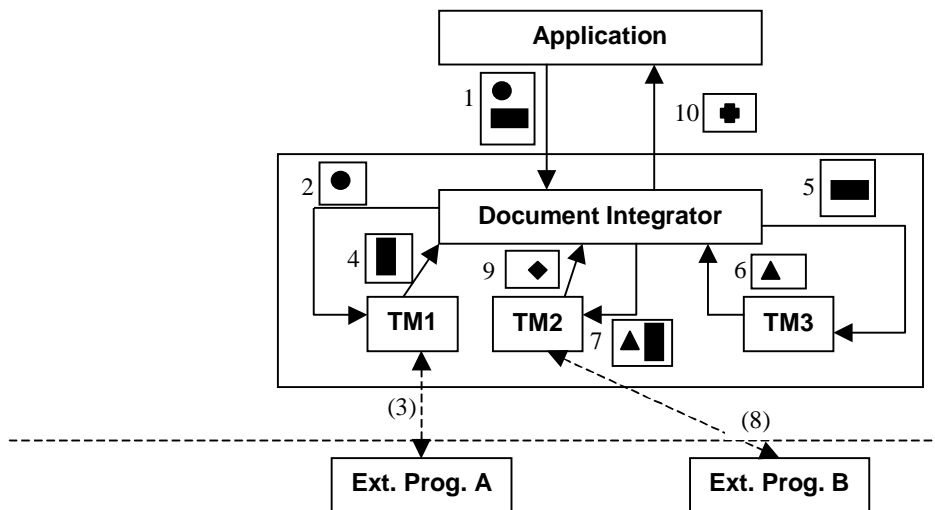 Application
1
10
2
5
Document Integrator
4
9
6
TM1
TM2
TM3
7
(3)
(8)
Ext. Prog. A
Ext. Prog. B